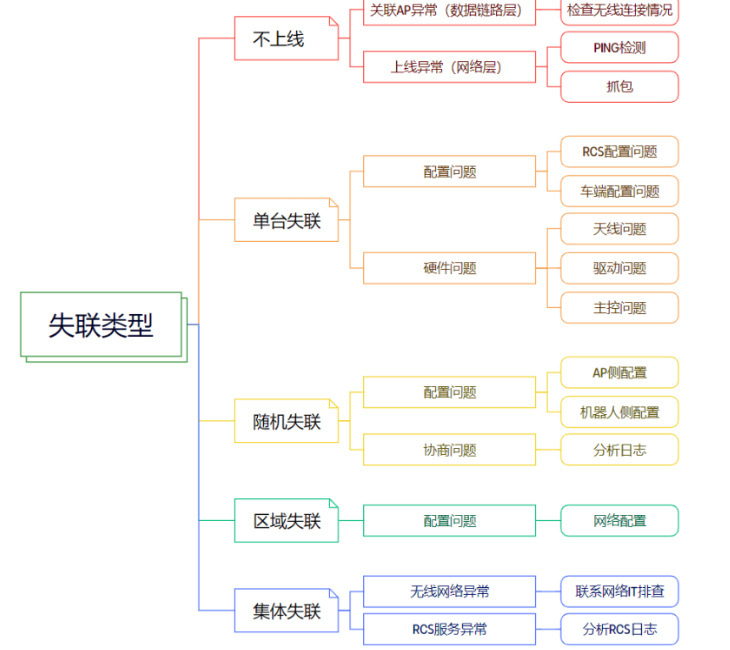 失联类型
不上线
关联AP异常（数据链路层）
检查无线连接情况
上线异常（网络层）
PING检测
抓包
单台失联
配置问题
RCS配置问题
车端配置问题
硬件问题
天线问题
驱动问题
主控问题
随机失联
配置问题
AP侧配置
机器人侧配置
协商问题
分析日志
区域失联
配置问题
网络配置
集体失联
无线网络异常
联系网络IT排查
RCS服务异常
分析RCS日志